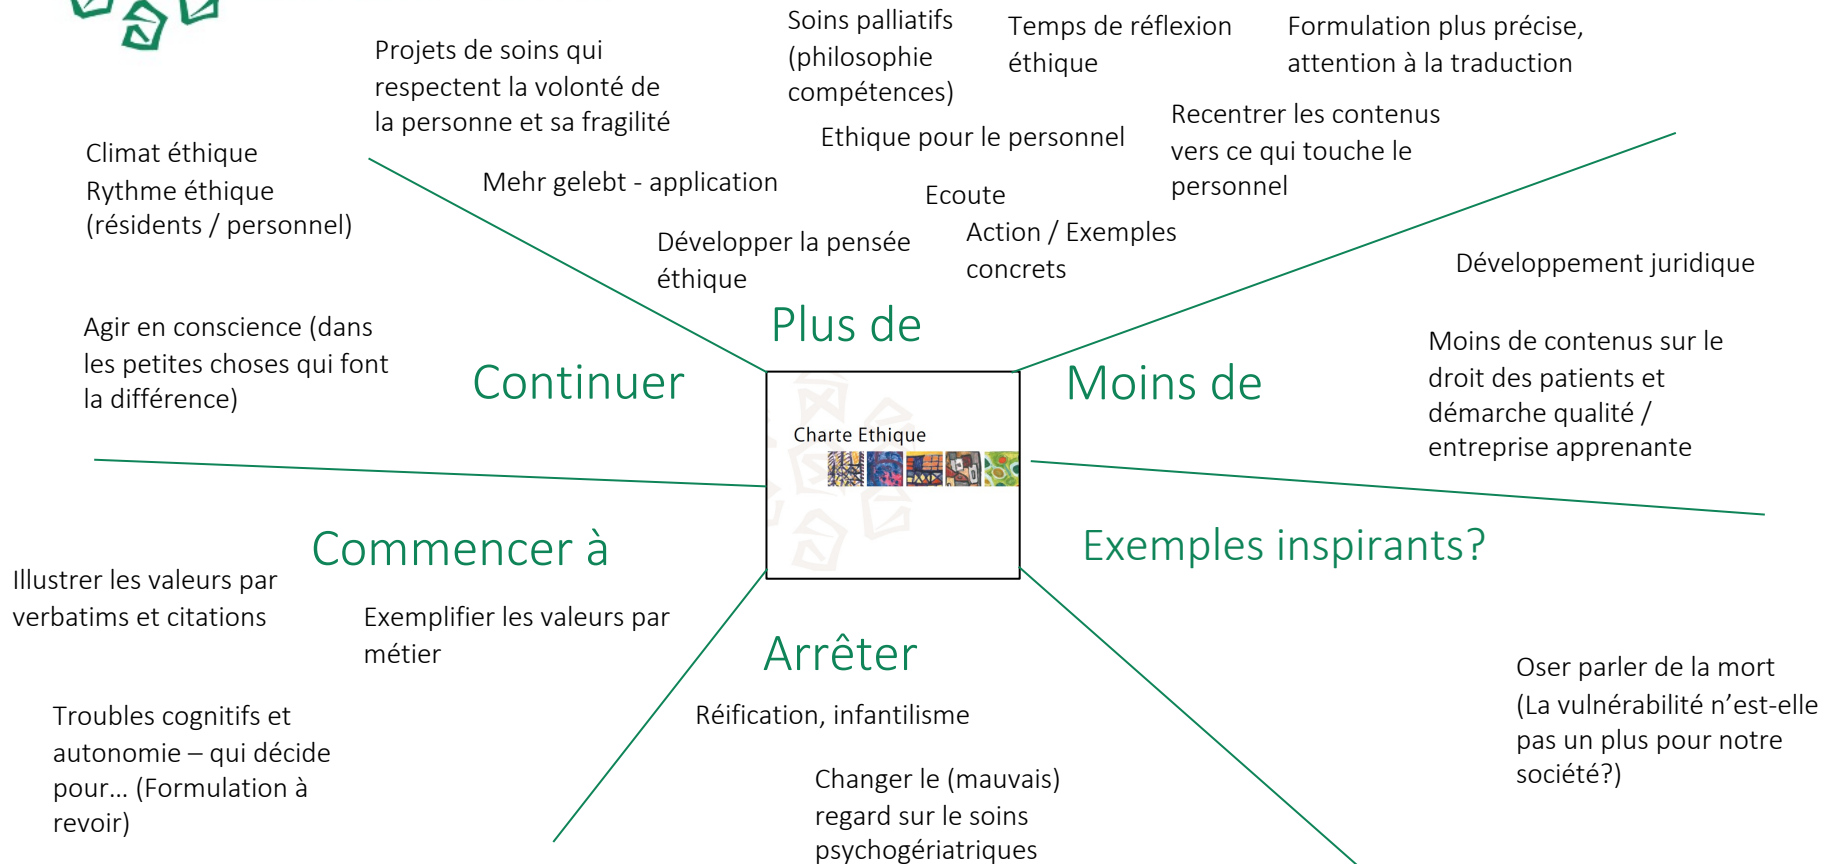 Soins palliatifs
(philosophie
compétences)
Temps de réflexion
éthique
Formulation plus précise,
attention à la traduction
Projets de soins qui
respectent la volonté de
la personne et sa fragilité
Ethique pour le personnel
Recentrer les contenus
vers ce qui touche le
personnel
Climat éthique
Rythme éthique
(résidents / personnel)
Mehr gelebt - application
Ecoute
Développer la pensée
éthique
Action / Exemples
concrets
Développement juridique
Plus de
Agir en conscience (dans
les petites choses qui font
la différence)
Continuer
Moins de
Moins de contenus sur le
droit des patients et
démarche qualité /
entreprise apprenante
Charte Ethique
Commencer à
Exemples inspirants?
Illustrer les valeurs par
verbatims et citations
Exemplifier les valeurs par
métier
Arrêter
Oser parler de la mort
(La vulnérabilité n’est-elle
pas un plus pour notre
société?)
Troubles cognitifs et
autonomie – qui décide
pour… (Formulation à
revoir)
Réification, infantilisme
Changer le (mauvais)
regard sur le soins
psychogériatriques